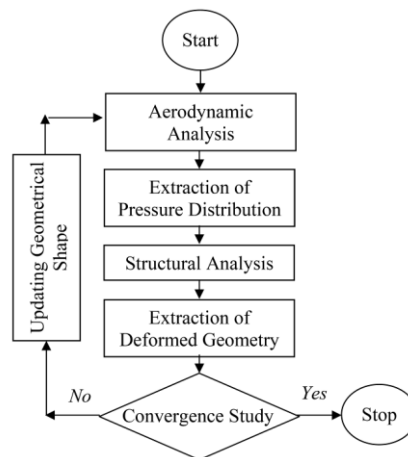 Start
Aerodynamic
Analysis
Extraction of
Pressure Distribution
Structural Analysis
Extraction of
Deformed Geometry
Updating Geometrical
Shape
No
Convergence Study
Yes
Stop